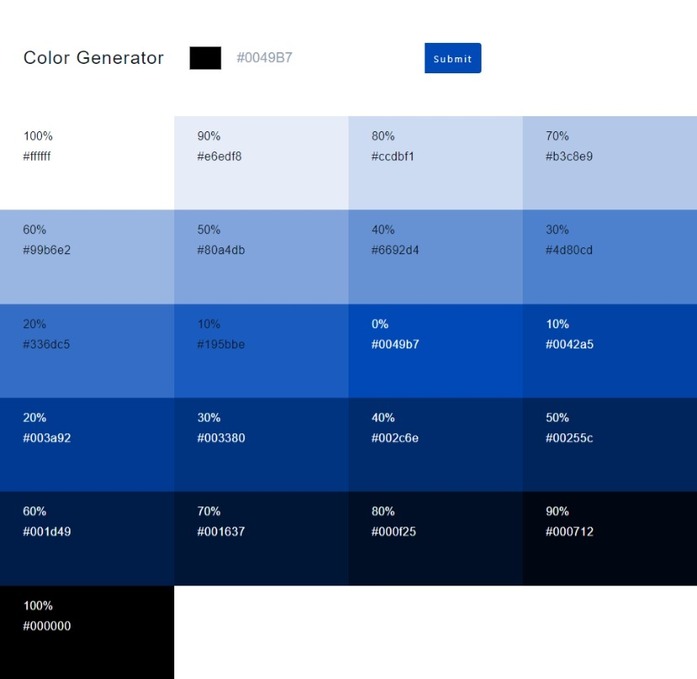 Color Generator
#0049B7
Submit
100%
#ffffff
90%
#e6edf8
80%
#ccdbf1
70%
#b3c8e9
60%
#99b6e2
50%
#80a4db
40%
#6692d4
30%
#4d80cd
20%
#336dc5
10%
#195bbe
0%
#0049b7
10%
#0042a5
20%
#003a92
30%
#003380
40%
#002c6e
50%
#00255c
60%
#001d49
70%
#001637
80%
#000f25
90%
#000712
100%
#000000